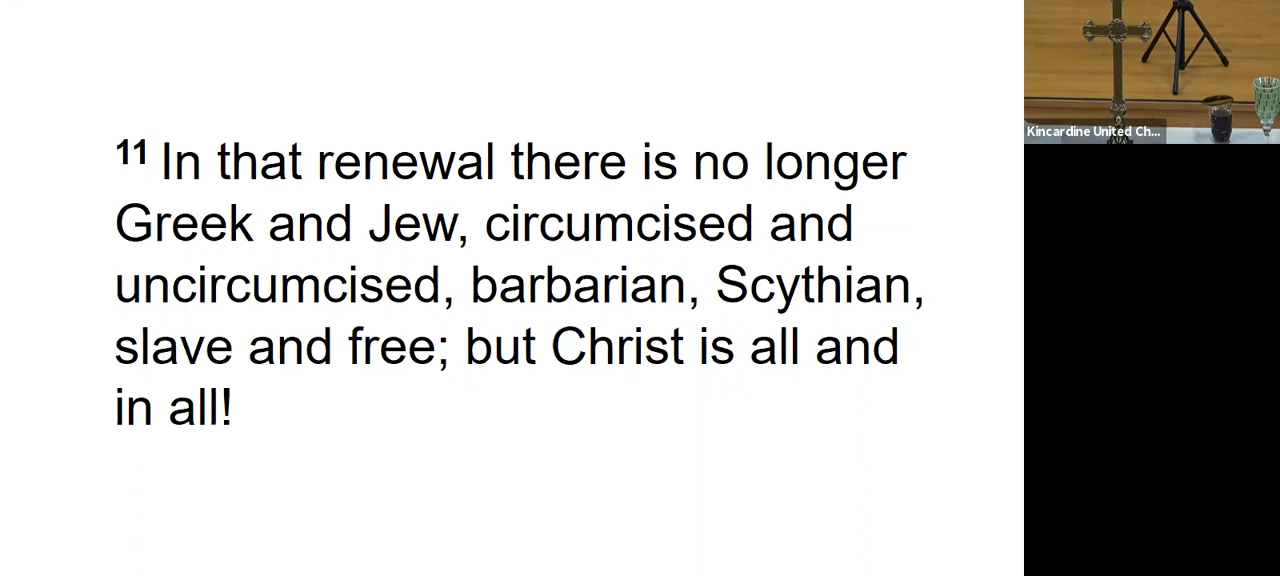 11 In that renewal there is no longer
Greek and Jew, circumcised and
uncircumcised, barbarian, Scythian,
slave and free; but Christ is all and
in all!
Kincardine United Ch...